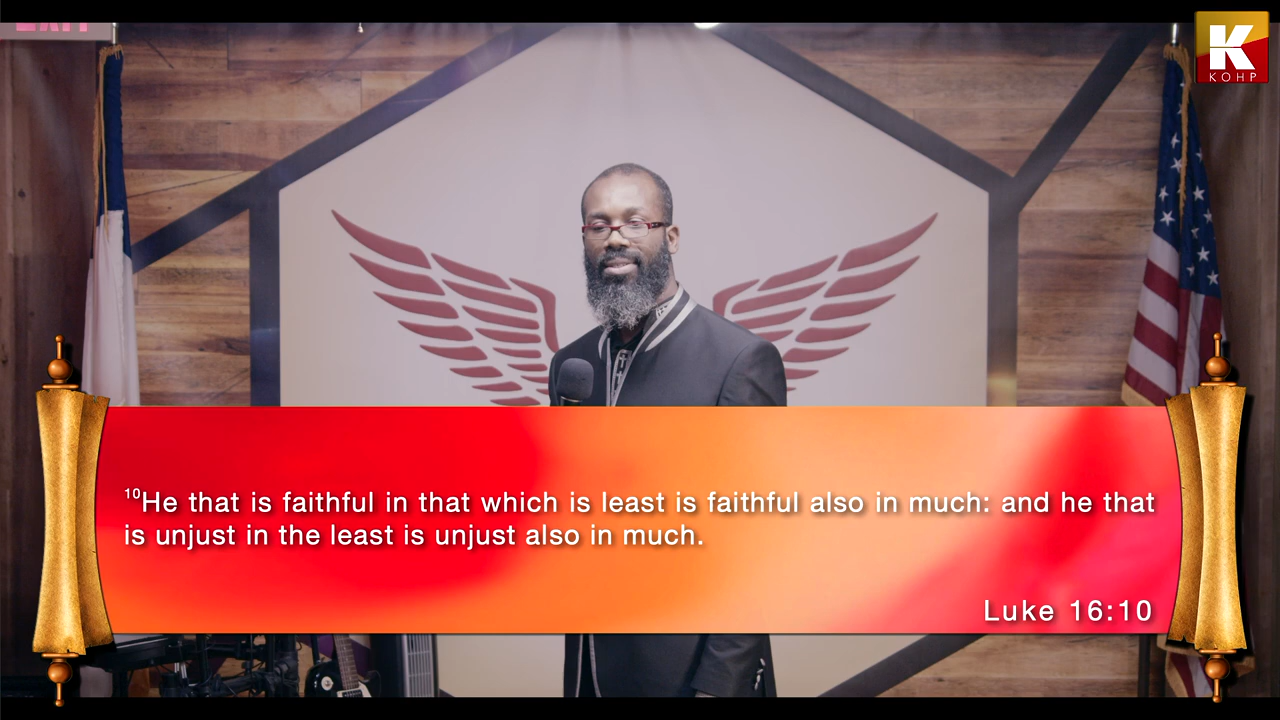 EXIT
K
KOHP
¹⁰He that is faithful in that which is least is faithful also in much: and he that
is unjust in the least is unjust also in much.
Luke 16:10